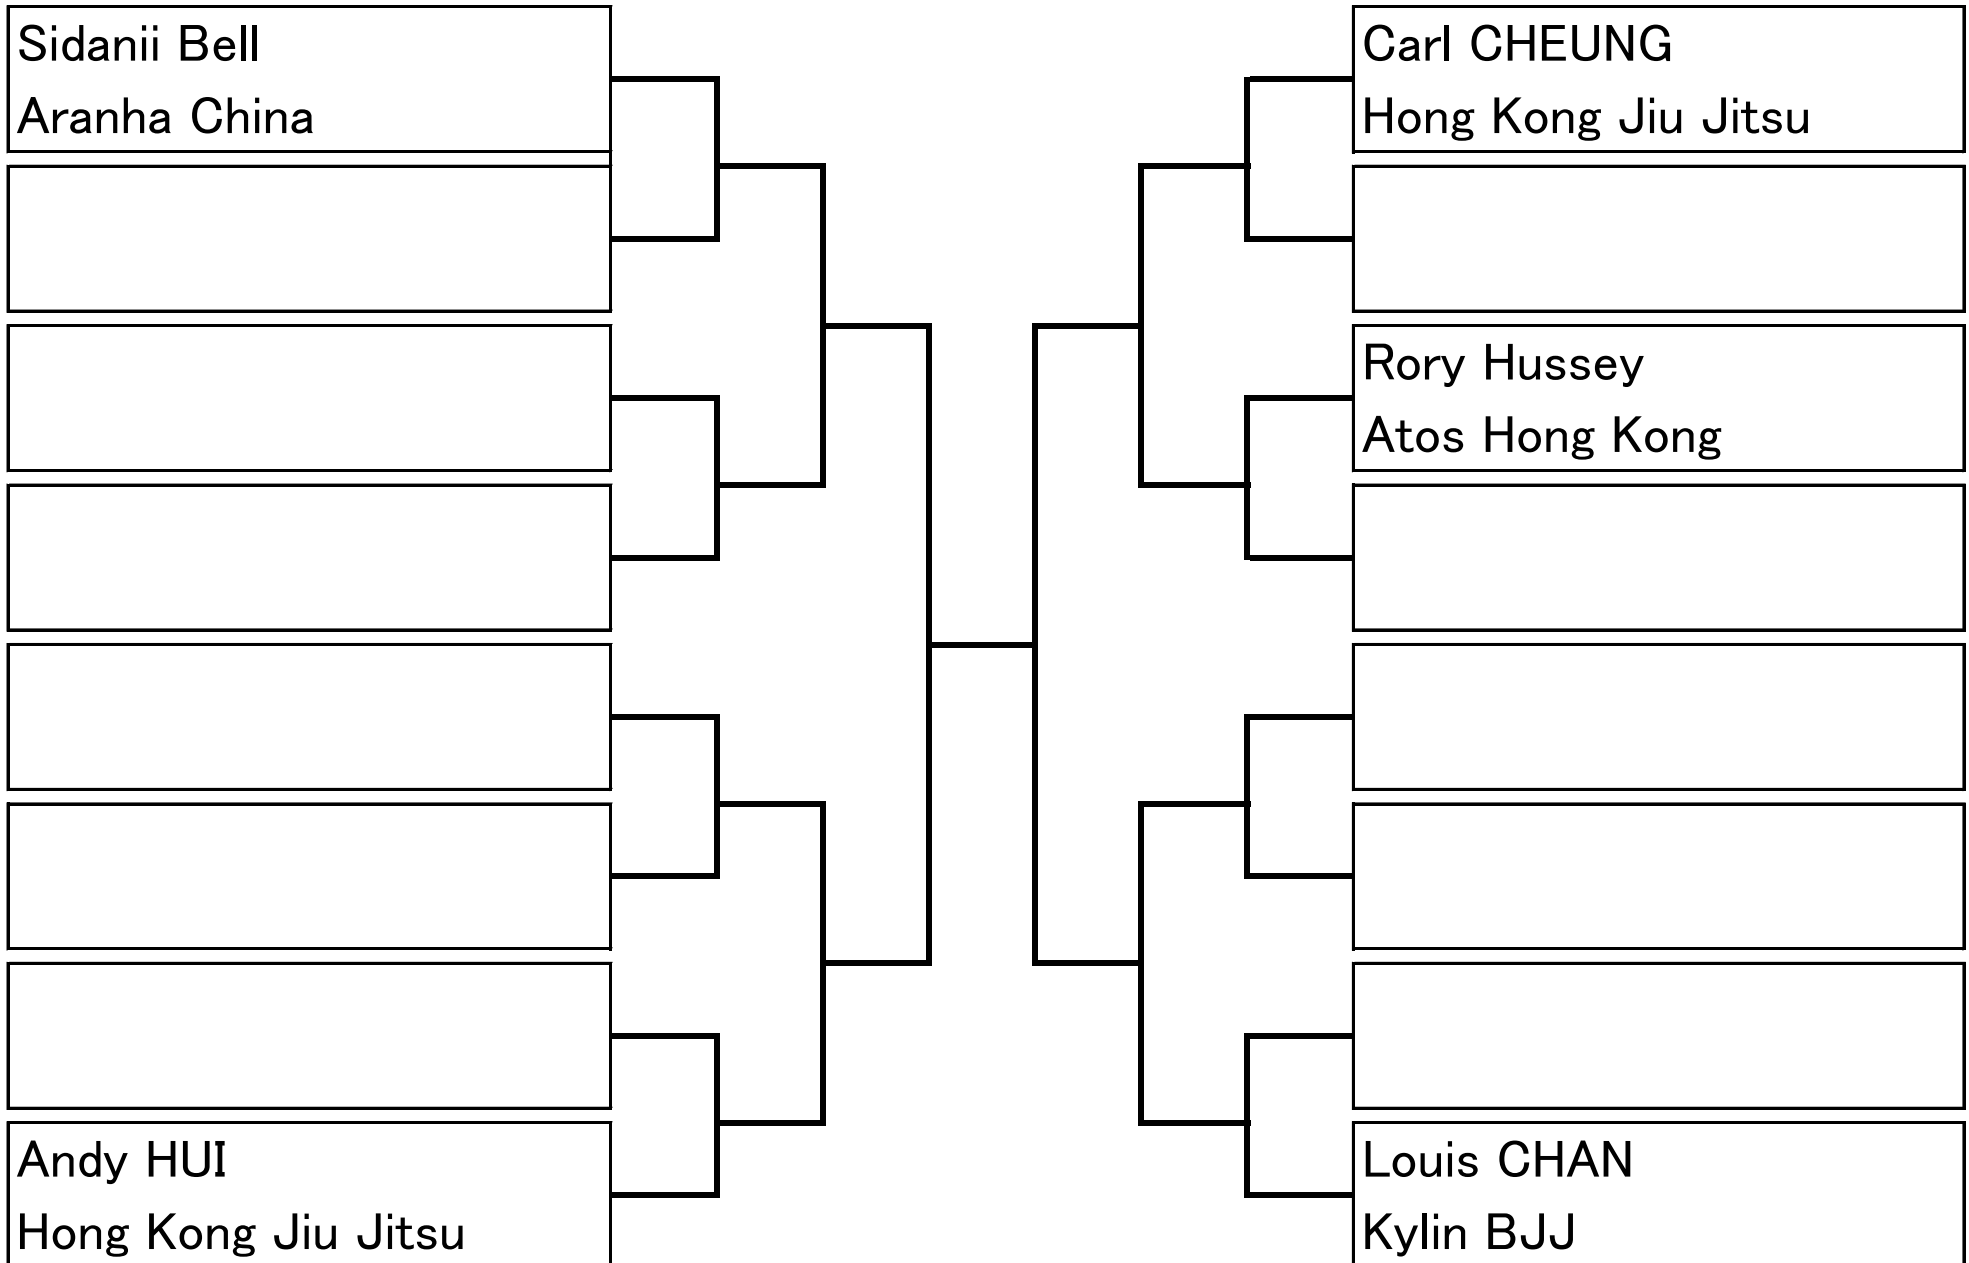 Sidanii Bell
Aranha China
Andy HUI
Hong Kong Jiu Jitsu
Carl CHEUNG
Hong Kong Jiu Jitsu
Rory Hussey
Atos Hong Kong
Louis CHAN
Kylin BJJ